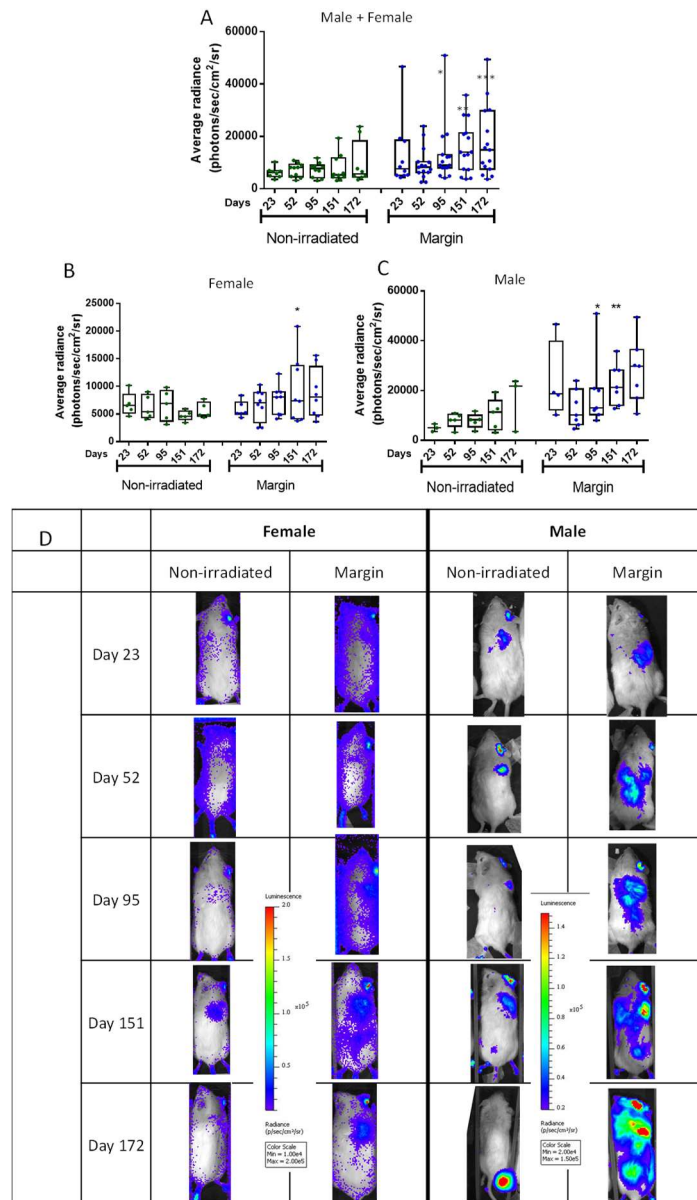 A
Male + Female
Average radiance
(photons/sec/cm²/sr)
60000
40000
20000
0
* ** ***
Days 23 52 95 151 172 23 52 95 151 172
Non-irradiated Margin
B
Female
Average radiance
(photons/sec/cm²/sr)
25000
20000
15000
10000
5000
0
*
Days 23 52 95 151 172 23 52 95 151 172
Non-irradiated Margin
C
Male
Average radiance
(photons/sec/cm²/sr)
60000
40000
20000
0
* **
Days 23 52 95 151 172 23 52 95 151 172
Non-irradiated Margin
D Female Male
Non-irradiated Margin Non-irradiated Margin
Day 23
Day 52
Day 95
Day 151
Day 172
Luminescence
2.0
1.5
1.0
0.5
x10⁵
Radiance
(p/sec/cm²/sr)
Color Scale
Min = 1.00e4
Max = 2.00e5
Luminescence
1.4
1.2
1.0
0.8
0.6
0.4
0.2
x10⁵
Radiance
(p/sec/cm²/sr)
Color Scale
Min = 2.00e4
Max = 1.50e5